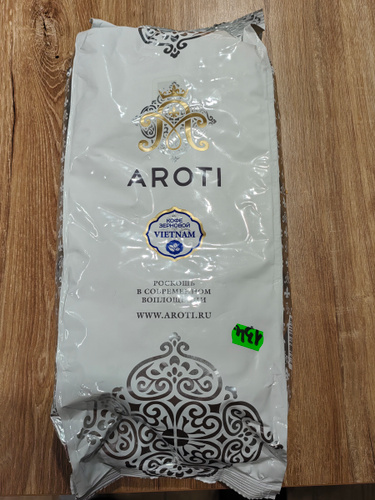 AROTI
КОФЕ
ЗЕРНОВОЙ
VIETNAM
РОСКОШЬ
В СОВРЕМЕННОМ
ВОПЛОЩЕНИИ
WWW.AROTI.RU